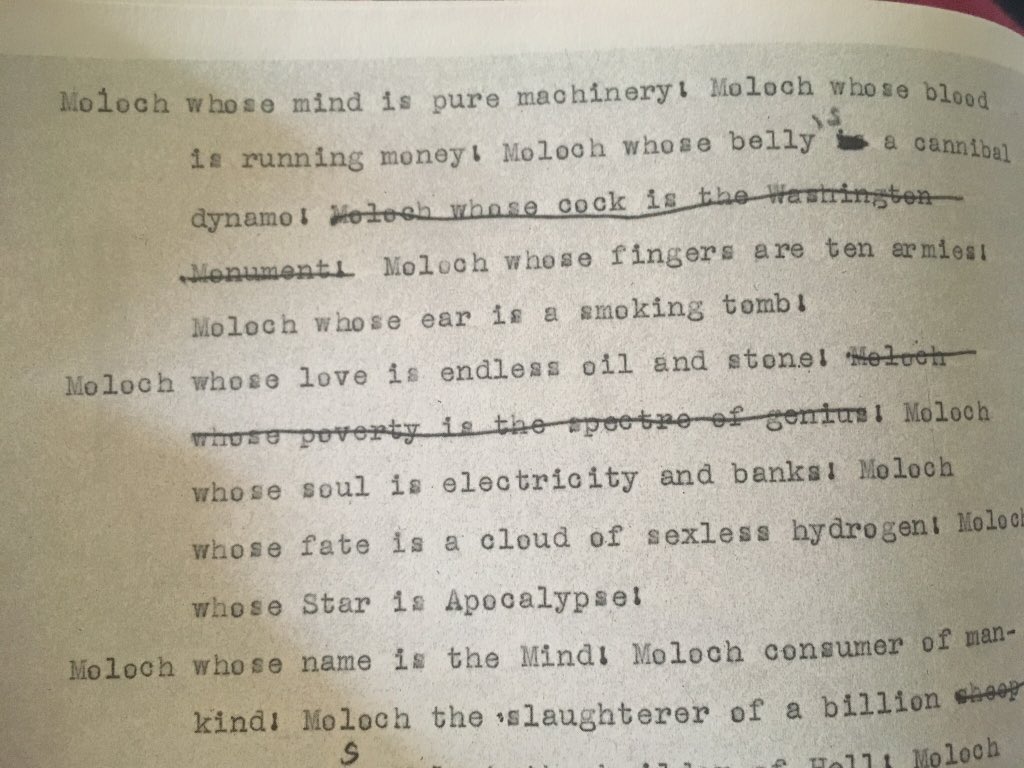 Moloch whose mind is pure machinery! Moloch whose blood
is running money! Moloch whose belly is a cannibal
dynamo! Moloch whose cock is the Washington
Monument! Moloch whose fingers are ten armies!
Moloch whose ear is a smoking tomb!
Moloch whose love is endless oil and stone! Moloch
whose poverty is the spectre of genius! Moloch
whose soul is electricity and banks! Moloch
whose fate is a cloud of sexless hydrogen! Moloch
whose Star is Apocalypse!
Moloch whose name is the Mind! Moloch consumer of man-
kind! Moloch the slaughterer of a billion sheep
s
of Hell! Moloch